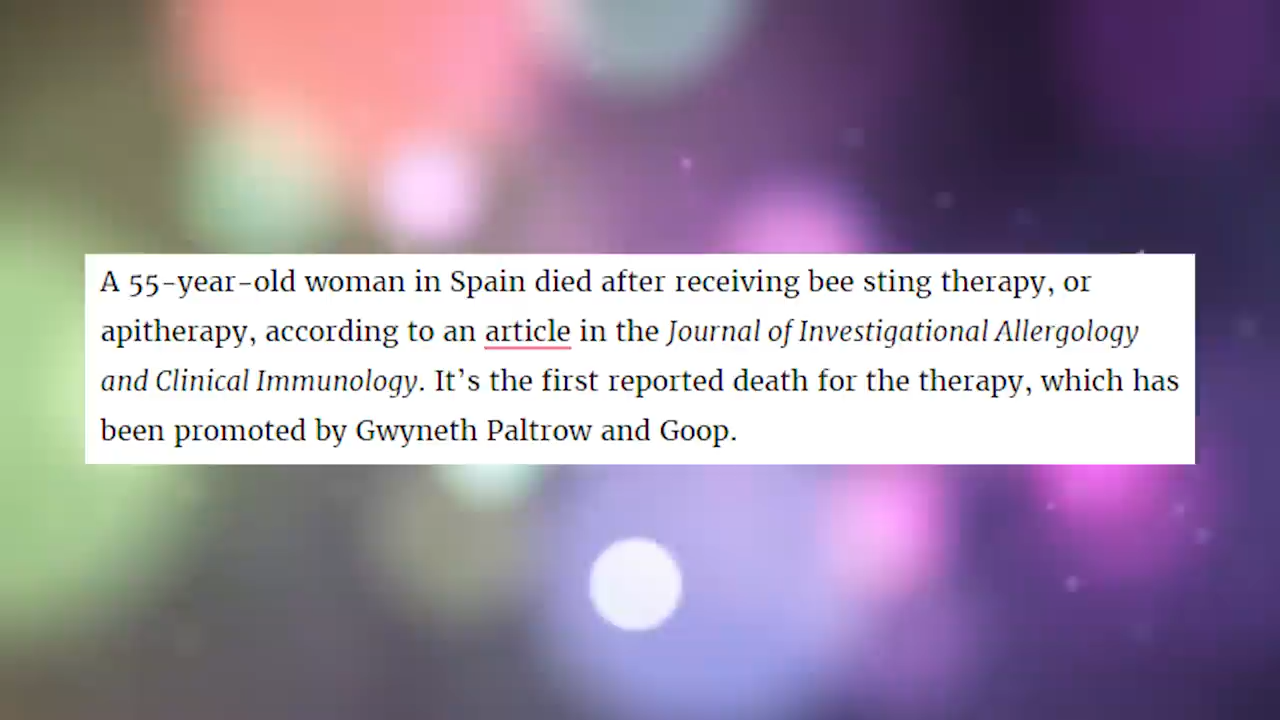 A 55-year-old woman in Spain died after receiving bee sting therapy, or
apitherapy, according to an article in the Journal of Investigational Allergology
and Clinical Immunology. It’s the first reported death for the therapy, which has
been promoted by Gwyneth Paltrow and Goop.